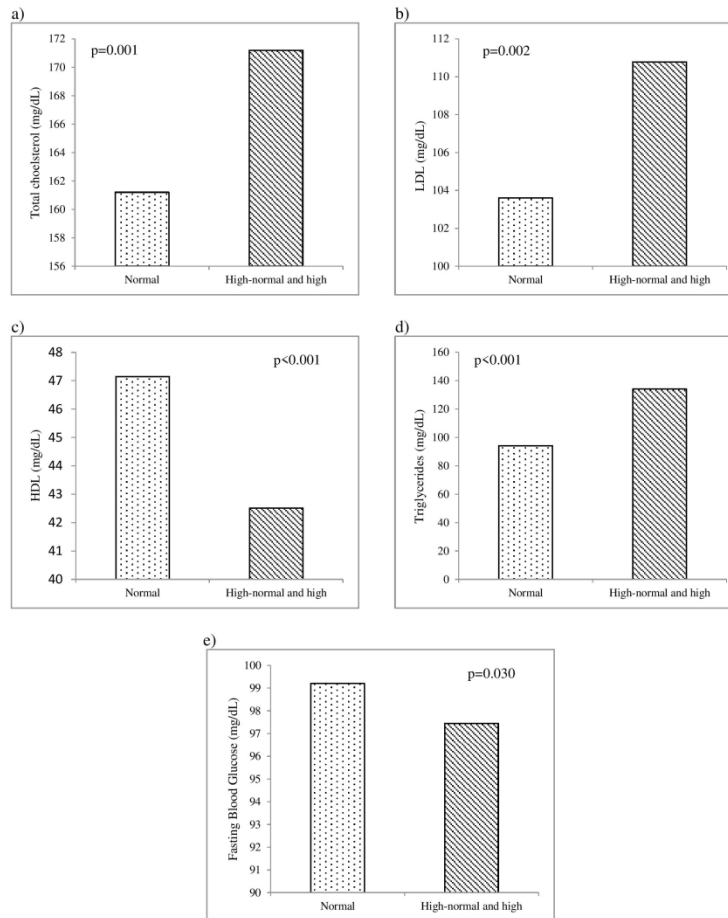 a)
p=0.001
Total choelsterol (mg/dL)
172
170
168
166
164
162
160
158
156
Normal
High-normal and high
b)
p=0.002
LDL (mg/dL)
112
110
108
106
104
102
100
Normal
High-normal and high
c)
p<0.001
HDL (mg/dL)
48
47
46
45
44
43
42
41
40
Normal
High-normal and high
d)
p<0.001
Triglycerides (mg/dL)
160
140
120
100
80
60
40
20
0
Normal
High-normal and high
e)
p=0.030
Fasting Blood Glucose (mg/dL)
100
99
98
97
96
95
94
93
92
91
90
Normal
High-normal and high